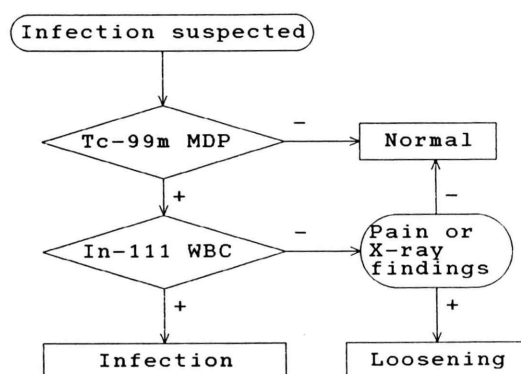 Infection suspected
−
Tc-99m MDP
Normal
+
−
In-111 WBC
−
Pain or
X-ray
findings
+
+
Infection
Loosening